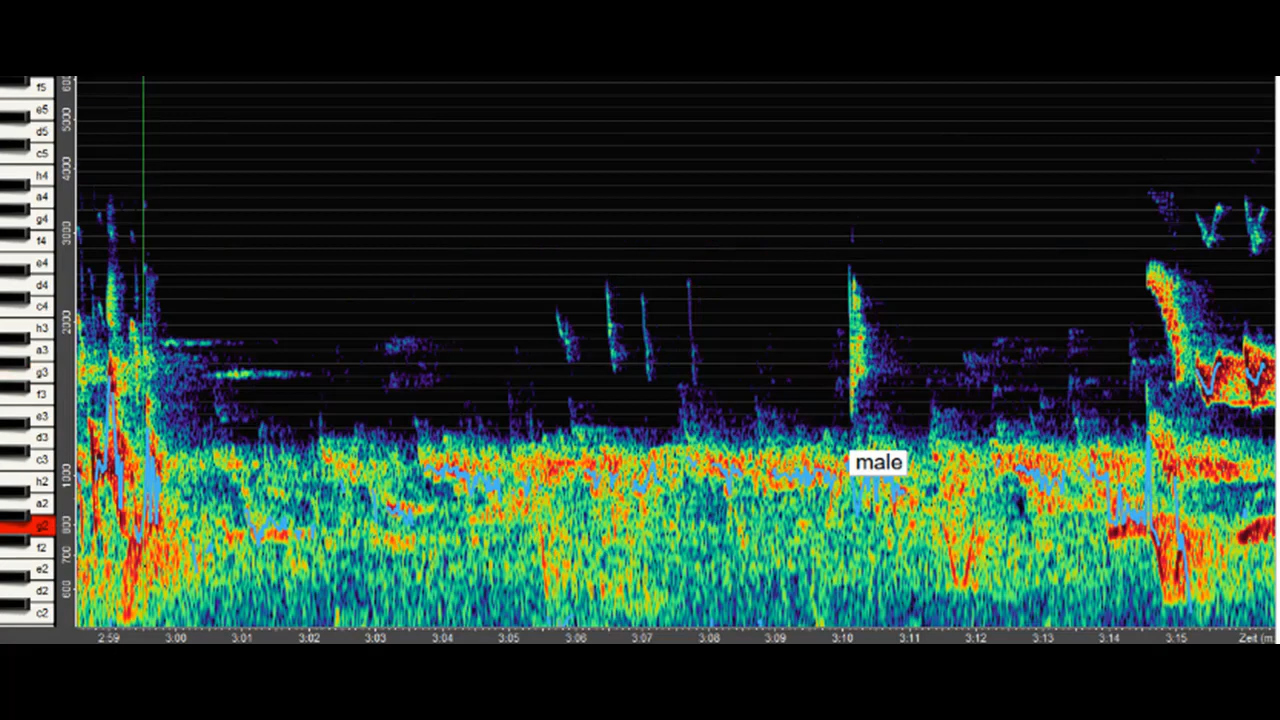 f5
e5
d5
c5
h4
a4
g4
f4
e4
d4
c4
h3
a3
g3
f3
e3
d3
c3
h2
a2
f2
e2
d2
c2
5000
4000
3000
2000
1000
800
700
600
male
2:59 3:00 3:01 3:02 3:03 3:04 3:05 3:06 3:07 3:08 3:09 3:10 3:11 3:12 3:13 3:14 3:15 Zeit (m